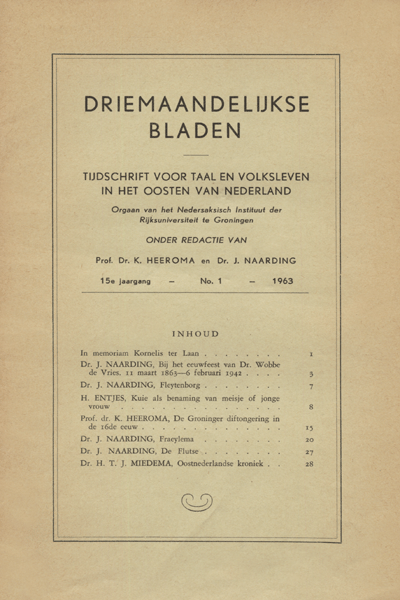 DRIEMAANDELIJKSE
BLADEN
TIJDSCHRIFT VOOR TAAL EN VOLKSLEVEN
IN HET OOSTEN VAN NEDERLAND
Orgaan van het Nedersaksisch Instituut der
Rijksuniversiteit te Groningen
ONDER REDACTIE VAN
Prof. Dr. K. HEEROMA en Dr. J. NAARDING
15e jaargang – No. 1 – 1963
INHOUD
In memoriam Kornelis ter Laan . . . . . . . . 1
Dr. J. NAARDING, Bij het eeuwfeest van Dr. Wobbe
de Vries, 11 maart 1863—6 februari 1942 . . . . 3
Dr. J. NAARDING, Fleytenborg . . . . . . . . 7
H. ENTJES, Kuie als benaming van meisje of jonge
vrouw . . . . . . . . . . . . . . . . . 8
Prof. dr. K. HEEROMA, De Groninger diftongering in
de 16de eeuw . . . . . . . . . . . . . . 13
Dr. J. NAARDING, Fraeylema . . . . . . . . . 20
Dr. J. NAARDING, De Flutse . . . . . . . . . 27
Dr. H. T. J. MIEDEMA, Oostnederlandse kroniek . . 28